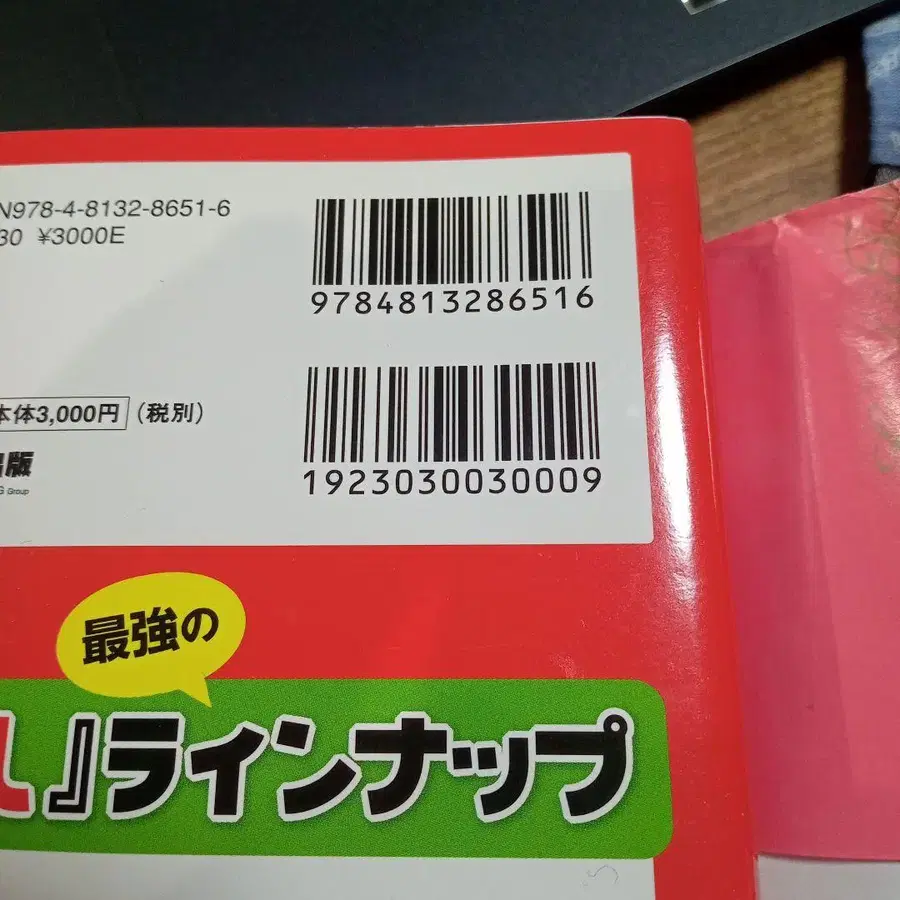 N978-4-8132-8651-6
30 ¥3000E
9784813286516
本体3,000円（税別）
1923030030009
版
G Group
最強の
』ラインナップ